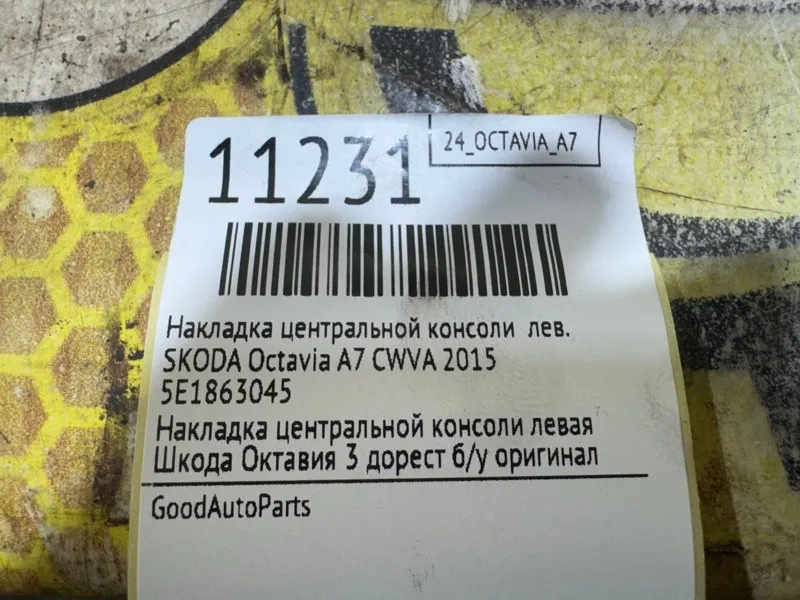 11231
24_OCTAVIA_A7
Накладка центральной консоли лев.
SKODA Octavia A7 CWVA 2015
5E1863045
Накладка центральной консоли левая
Шкода Октавия 3 дорест б/у оригинал
GoodAutoParts